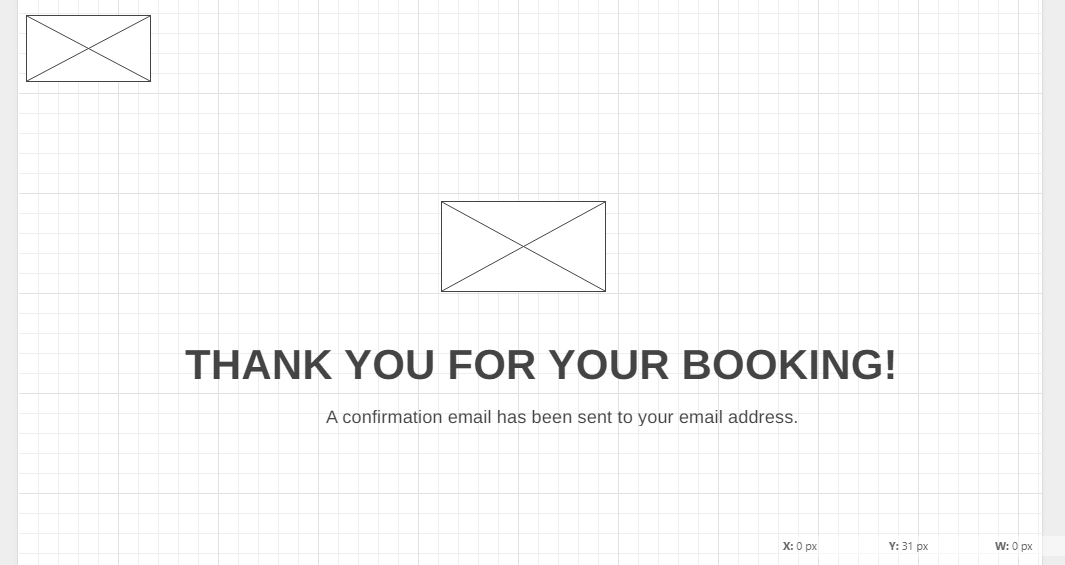 THANK YOU FOR YOUR BOOKING!
A confirmation email has been sent to your email address.
X: 0 px Y: 31 px W: 0 px